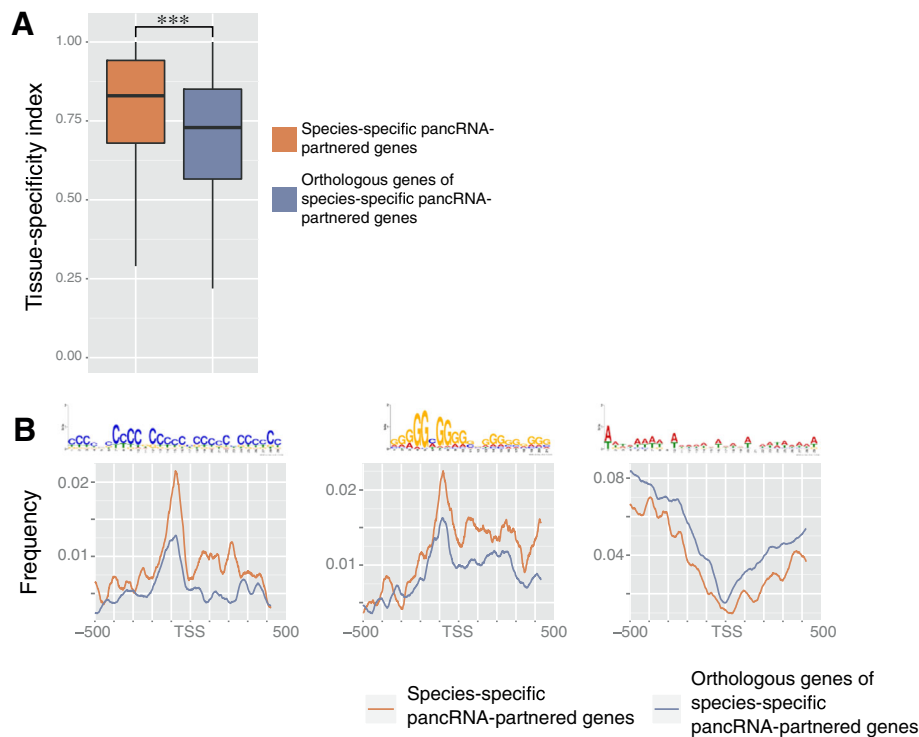 A
***
1.00
0.75
0.50
0.25
0.00
Tissue-specificity index
Species-specific pancRNA-
partnered genes
Orthologous genes of
species-specific pancRNA-
partnered genes
B
Frequency
0.02
0.01
−500
TSS
500
0.02
0.01
−500
TSS
500
0.08
0.04
−500
TSS
500
Species-specific
pancRNA-partnered genes
Orthologous genes of
species-specific
pancRNA-partnered genes